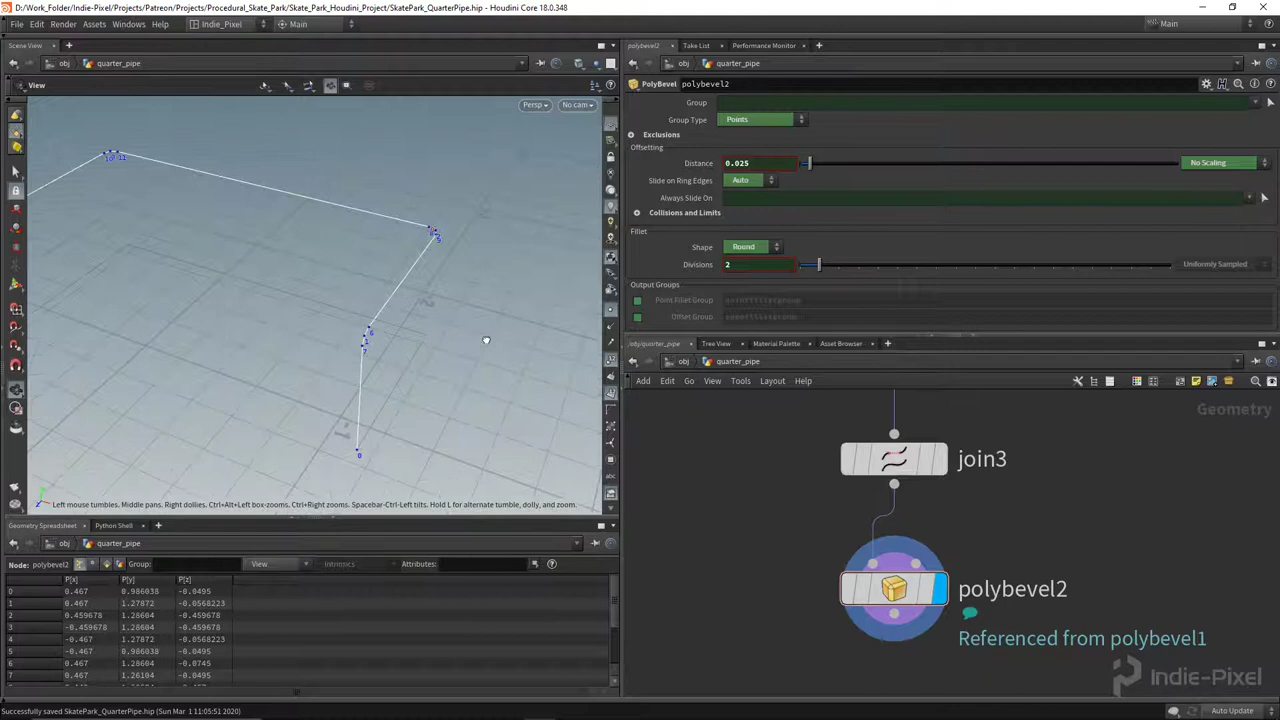 D:/Work_Folder/Indie_Pixel/Projects/Patreon/Projects/Procedural_Skate_Park/Skate_Park_Houdini_Project/SkatePark_QuarterPipe.hip - Houdini Core 18.0.348
File Edit Render Assets Windows Help Indie_Pixel Main Main
Scene View
polybevel2 Take List Performance Monitor
obj quarter_pipe
obj quarter_pipe
View
PolyBevel polybevel2
Persp No cam
Group
Group Type Points
Exclusions
Offsetting
Distance 0.025 No Scaling
Slide on Ring Edges Auto
Always Slide On
Collisions and Limits
Fillet
Shape Round
Divisions 2 Uniformly Sampled
Output Groups
Point Fillet Group
Offset Group
/obj/quarter_pipe Tree View Material Palette Asset Browser
obj quarter_pipe
Add Edit Go View Tools Layout Help
Geometry
join3
polybevel2
Referenced from polybevel1
Indie-Pixel
10 11
9
6
1
7
0
abc
Left mouse tumbles. Middle pans. Right dollies. Ctrl+Alt+Left box-zooms. Ctrl+Right zooms. Spacebar-Ctrl-Left tilts. Hold L for alternate tumble, dolly, and zoom.
Geometry Spreadsheet Python Shell
obj quarter_pipe
Node: polybevel2 Group: View Intrinsics Attributes:
P[x] P[y] P[z]
0 0.467 0.986038 -0.0495
1 0.467 1.27872 -0.0568223
2 0.459678 1.28604 -0.459678
3 -0.459678 1.28604 -0.459678
4 -0.467 1.27872 -0.0568223
5 -0.467 0.986038 -0.0495
6 0.467 1.28604 -0.0745
7 0.467 1.26104 -0.0495
Successfully saved SkatePark_QuarterPipe.hip (Sun Mar 1 11:05:51 2020)
Auto Update